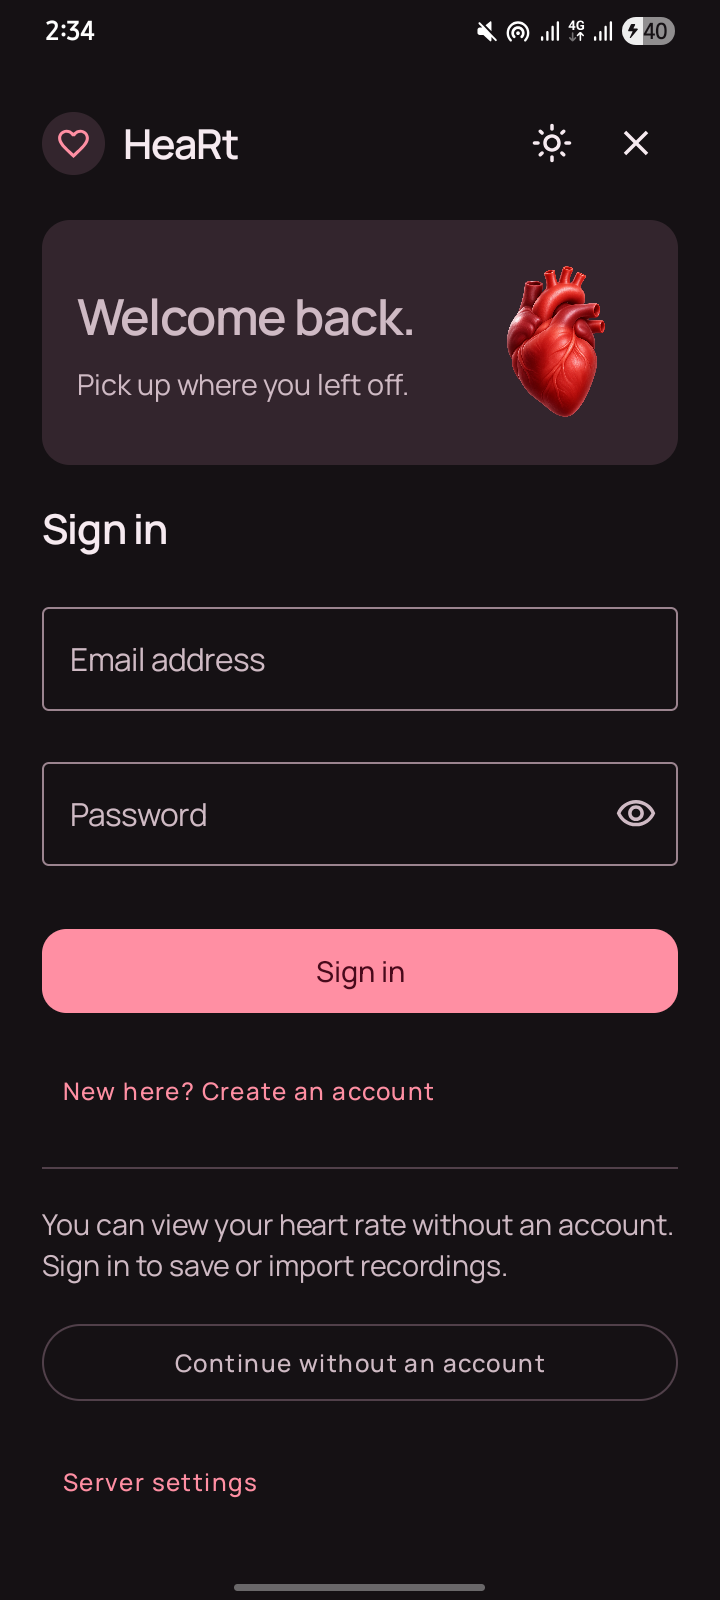 2:34
4G
40
HeaRt
Welcome back.
Pick up where you left off.
Sign in
Email address
Password
Sign in
New here? Create an account
You can view your heart rate without an account.
Sign in to save or import recordings.
Continue without an account
Server settings